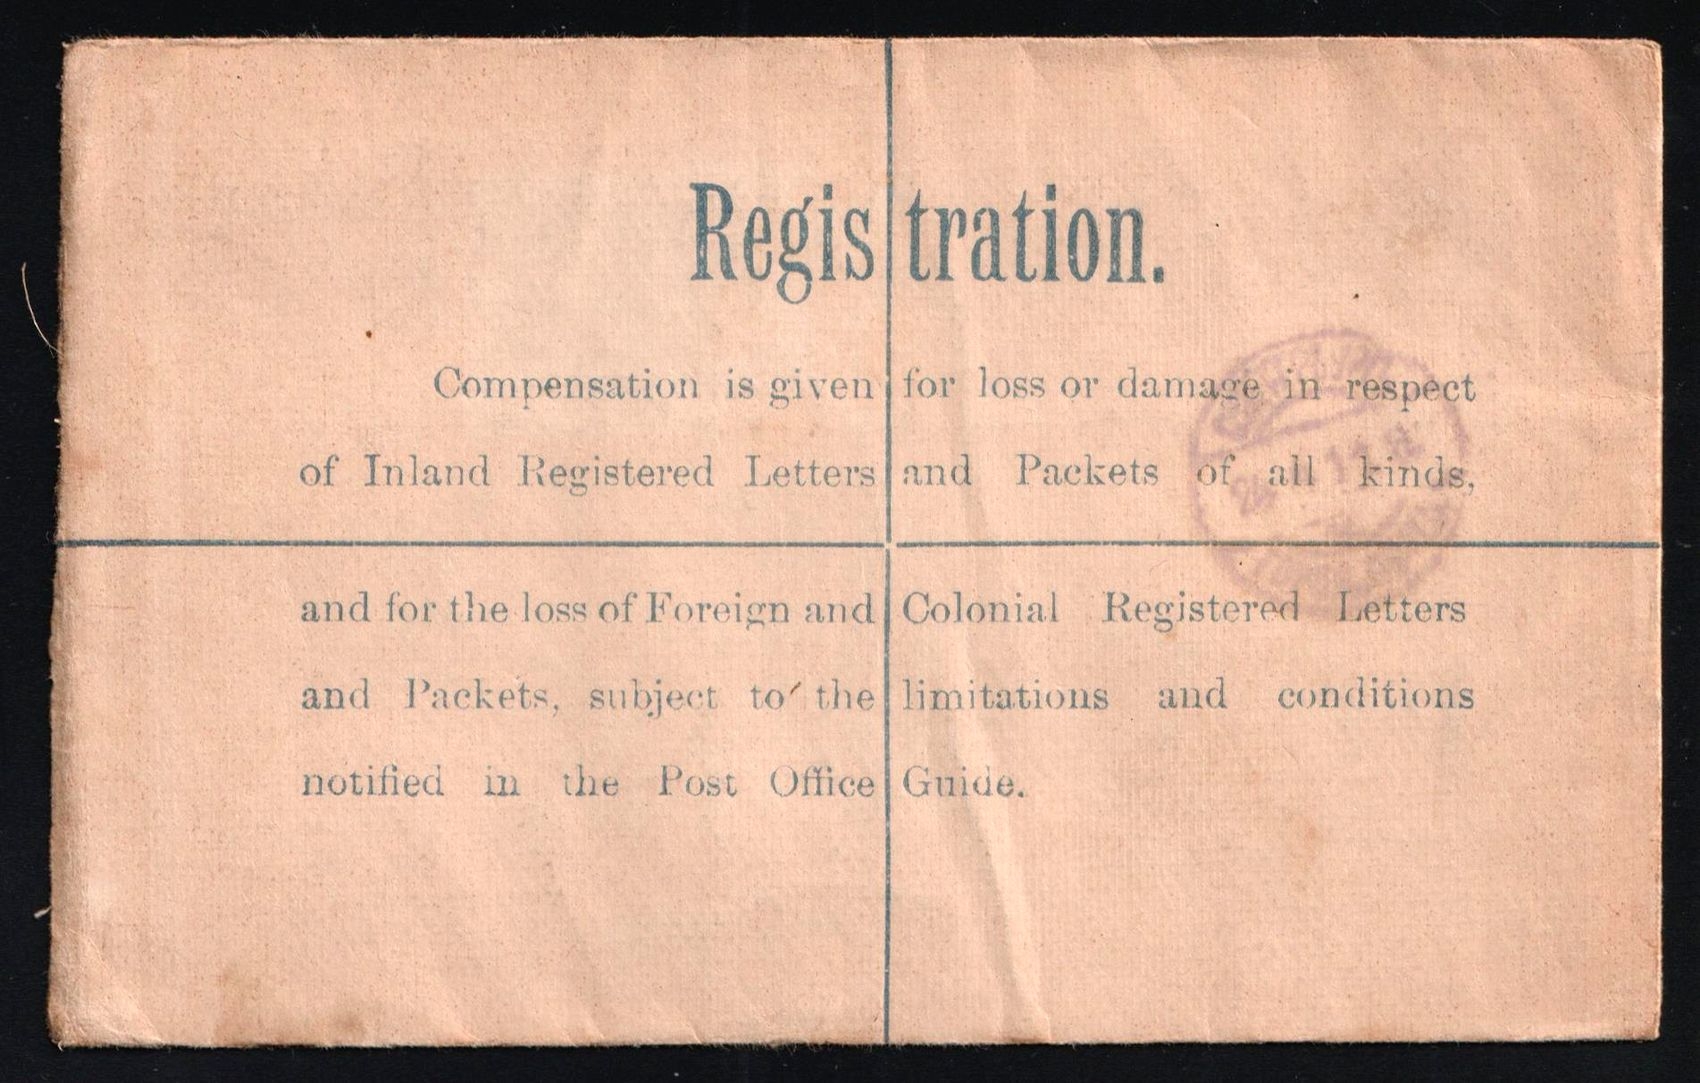 Registration.
Compensation is given for loss or damage in respect
of Inland Registered Letters and Packets of all kinds,
and for the loss of Foreign and Colonial Registered Letters
and Packets, subject to the limitations and conditions
notified in the Post Office Guide.